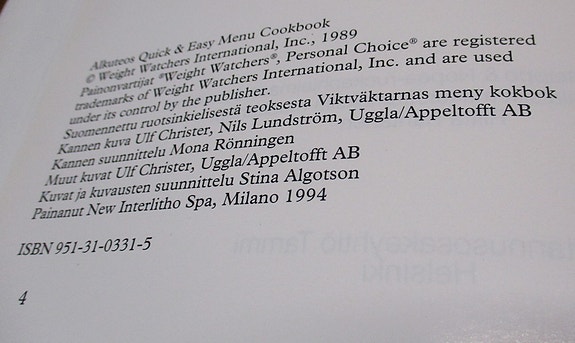 Alkuteos Quick & Easy Menu Cookbook
© Weight Watchers International, Inc., 1989
Painonvartijat ®Weight Watchers®, Personal Choice® are registered
trademarks of Weight Watchers International, Inc. and are used
under its control by the publisher.
Suomennettu ruotsinkielisestä teoksesta Viktväktarnas meny kokbok
Kannen kuva Ulf Christer, Nils Lundström, Uggla/Appeltofft AB
Kannen suunnittelu Mona Rönningen
Muut kuvat Ulf Christer, Uggla/Appeltofft AB
Kuvat ja kuvausten suunnittelu Stina Algotson
Painanut New Interlitho Spa, Milano 1994
ISBN 951-31-0331-5
4